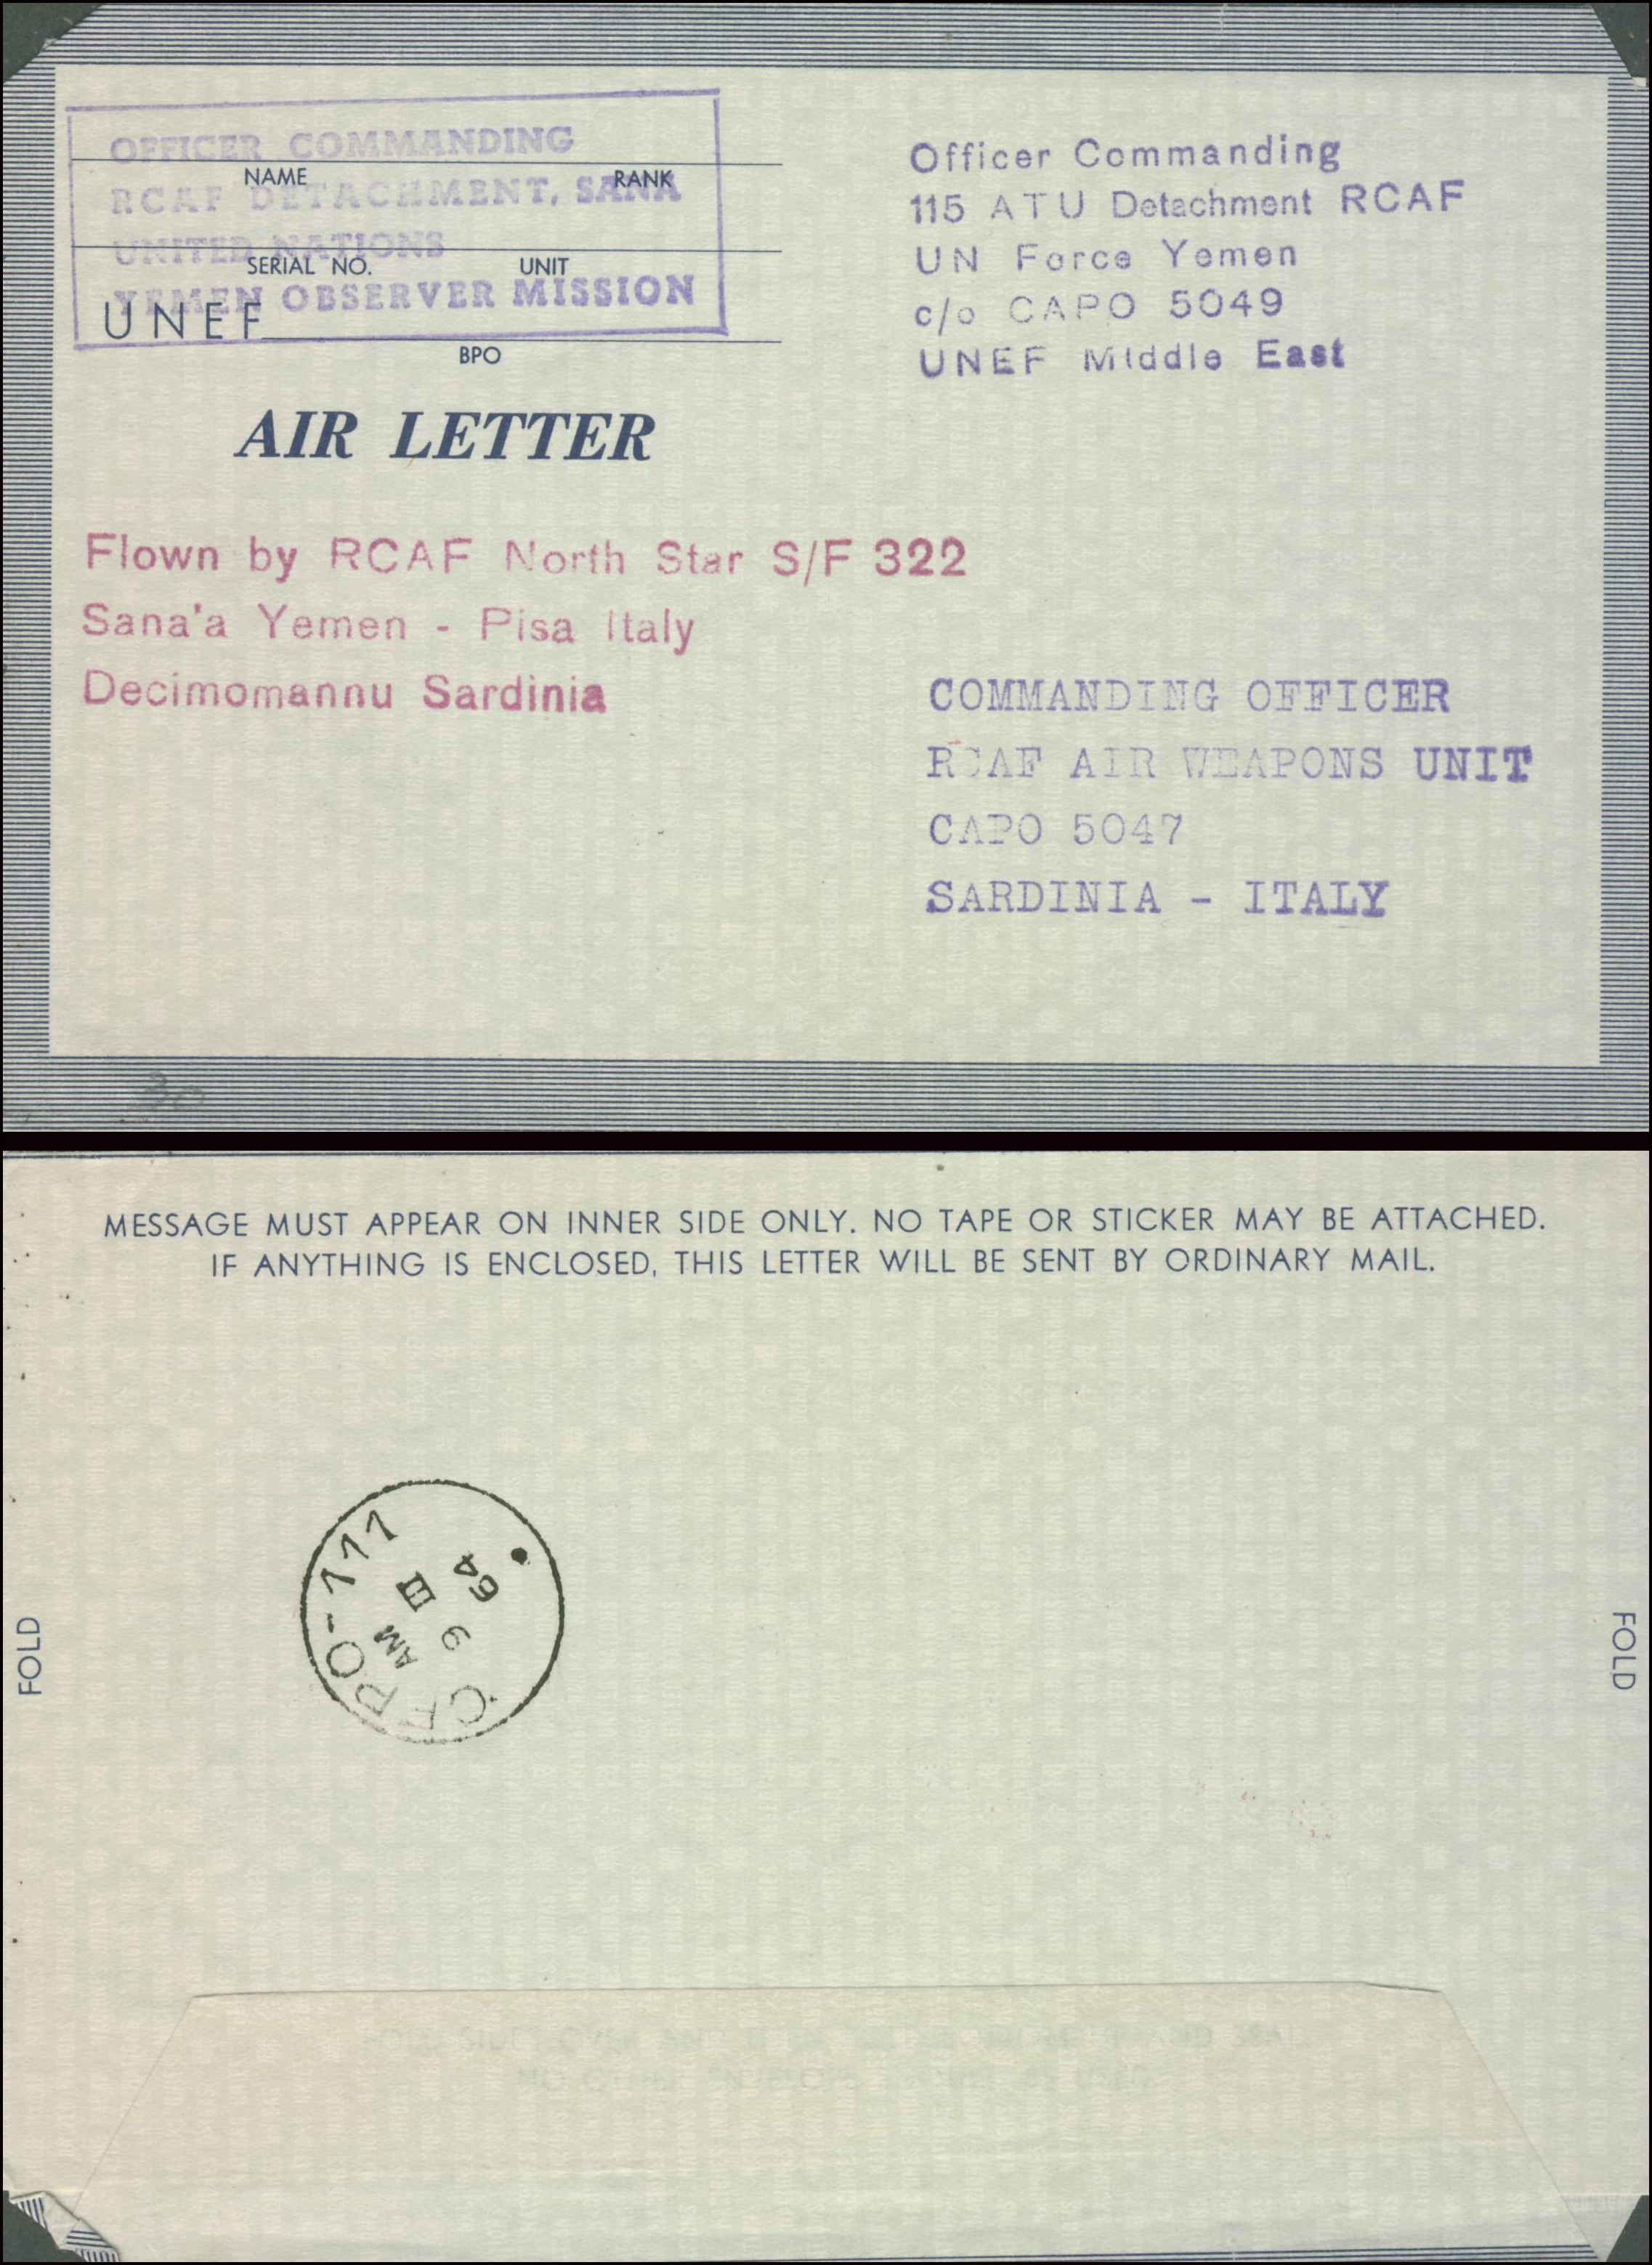 OFFICER COMMANDING
NAME RANK
RCAF DETACHMENT, SANA
UNITED NATIONS
SERIAL NO. UNIT
YEMEN OBSERVER MISSION
UNEF
BPO
AIR LETTER
Officer Commanding
115 ATU Detachment RCAF
UN Force Yemen
c/o CAPO 5049
UNEF Middle East
Flown by RCAF North Star S/F 322
Sana'a Yemen - Pisa Italy
Decimomannu Sardinia
COMMANDING OFFICER
RCAF AIR WEAPONS UNIT
CAPO 5047
SARDINIA - ITALY
30
MESSAGE MUST APPEAR ON INNER SIDE ONLY. NO TAPE OR STICKER MAY BE ATTACHED.
IF ANYTHING IS ENCLOSED, THIS LETTER WILL BE SENT BY ORDINARY MAIL.
FOLD
CAPO-111
AM
9 III
64
FOLD